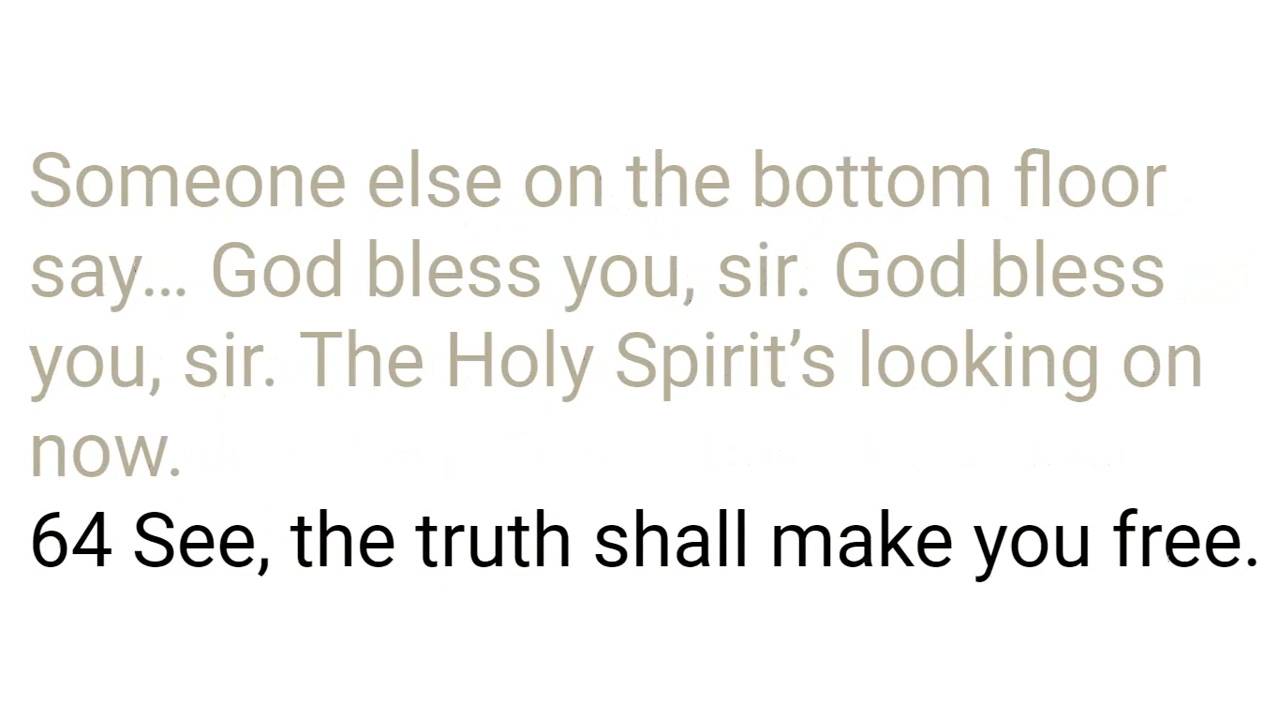 Someone else on the bottom floor
say… God bless you, sir. God bless
you, sir. The Holy Spirit’s looking on
now.
64 See, the truth shall make you free.